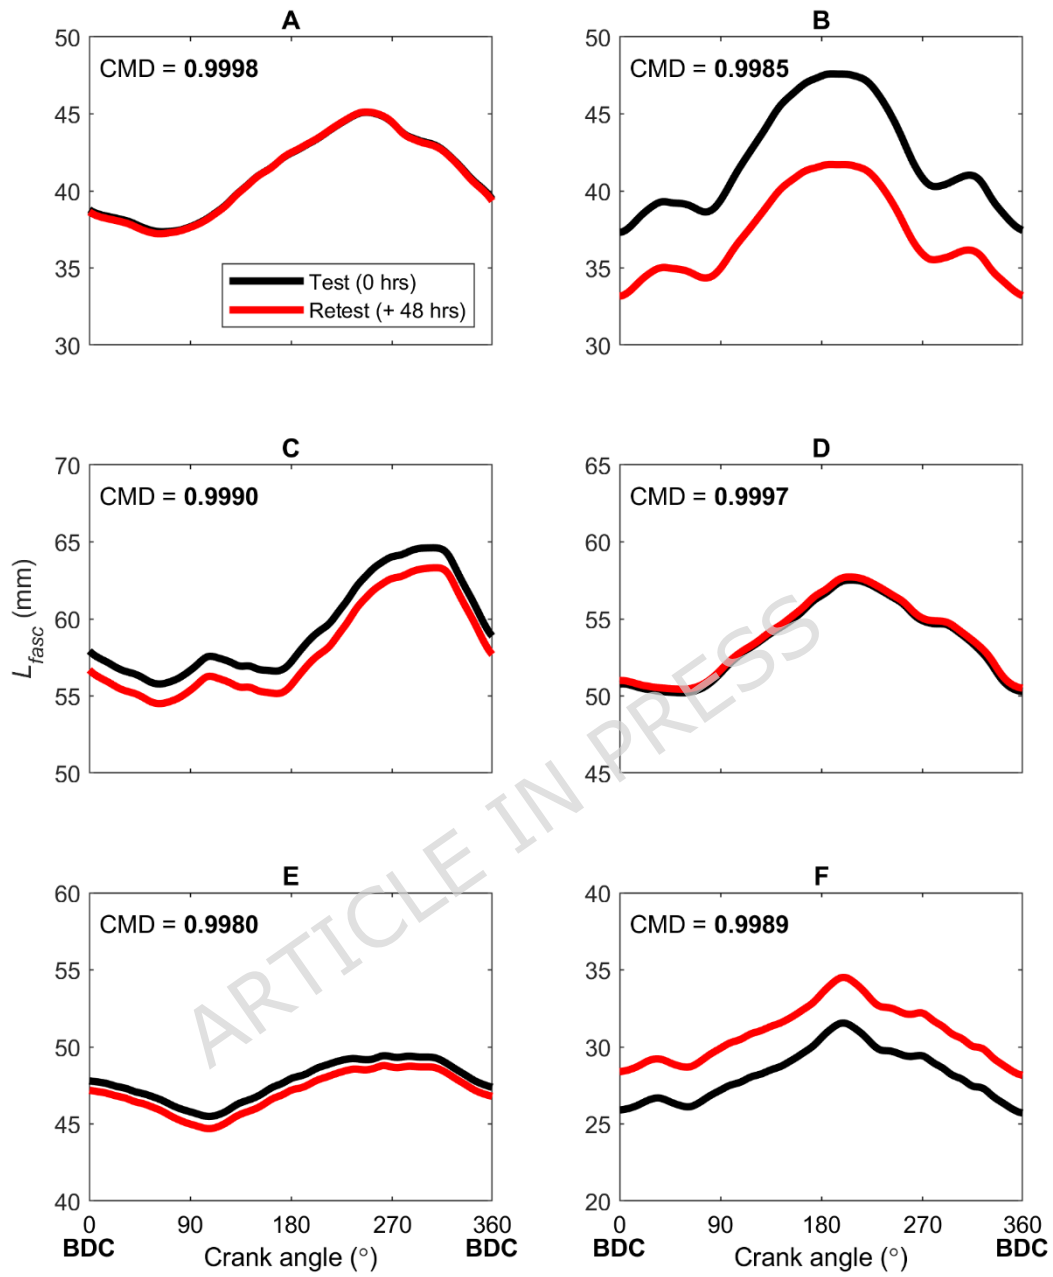 A
CMD = 0.9998
50
45
40
35
30
Test (0 hrs)
Retest (+ 48 hrs)
B
CMD = 0.9985
50
45
40
35
30
C
CMD = 0.9990
70
65
60
55
50
L_fasc (mm)
D
CMD = 0.9997
65
60
55
50
45
ARTICLE IN PRESS
E
CMD = 0.9980
60
55
50
45
40
0 90 180 270 360
BDC Crank angle (°) BDC
F
CMD = 0.9989
40
35
30
25
20
0 90 180 270 360
BDC Crank angle (°) BDC